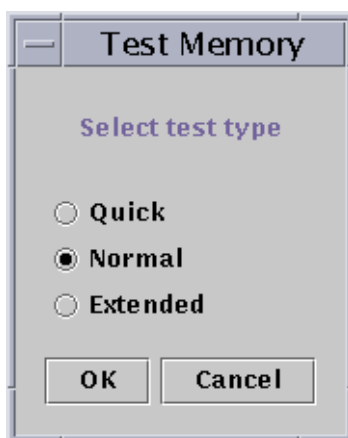 Test Memory
Select test type
Quick
Normal
Extended
OK
Cancel